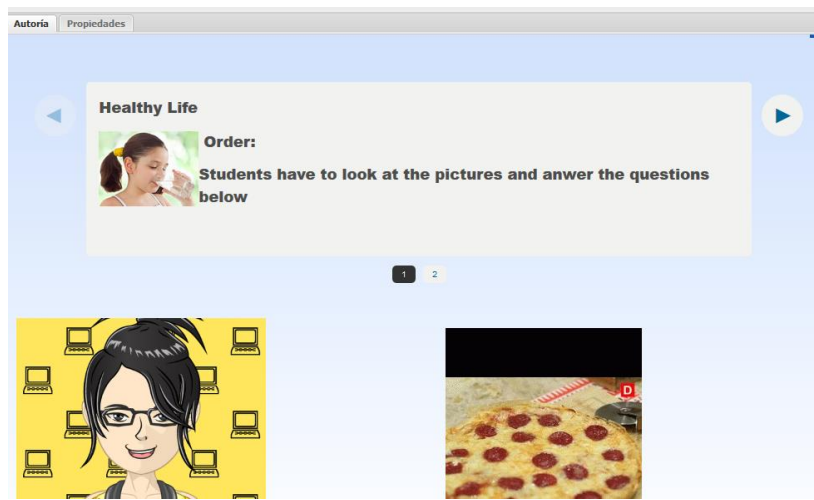 Autoría Propiedades
Healthy Life
Order:
Students have to look at the pictures and anwer the questions
below
1 2
D